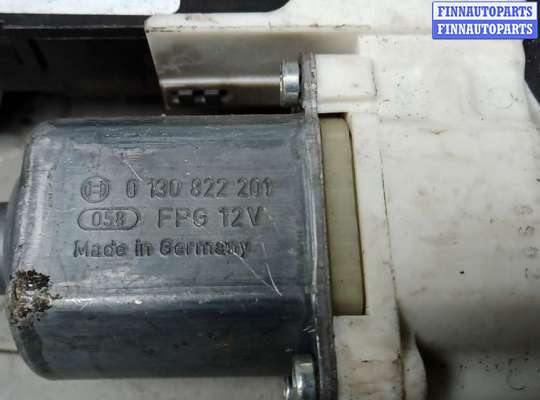 FINNAUTOPARTS
FINNAUTOPARTS
0 130 822 201
058 FPG 12V
Made in Germany